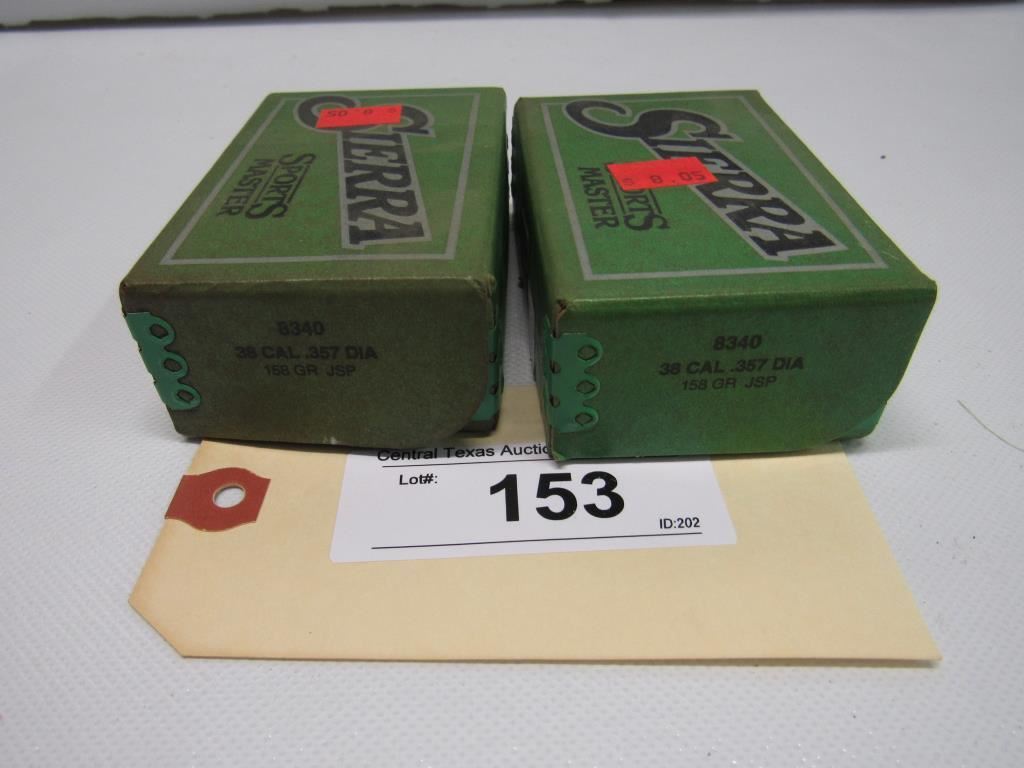 SIERRA
SPORTS
MASTER
8340
38 CAL .357 DIA
158 GR JSP
SIERRA
$ 8.05
MASTER
8340
38 CAL .357 DIA
158 GR JSP
Central Texas Auctio
Lot#:
153
ID:202